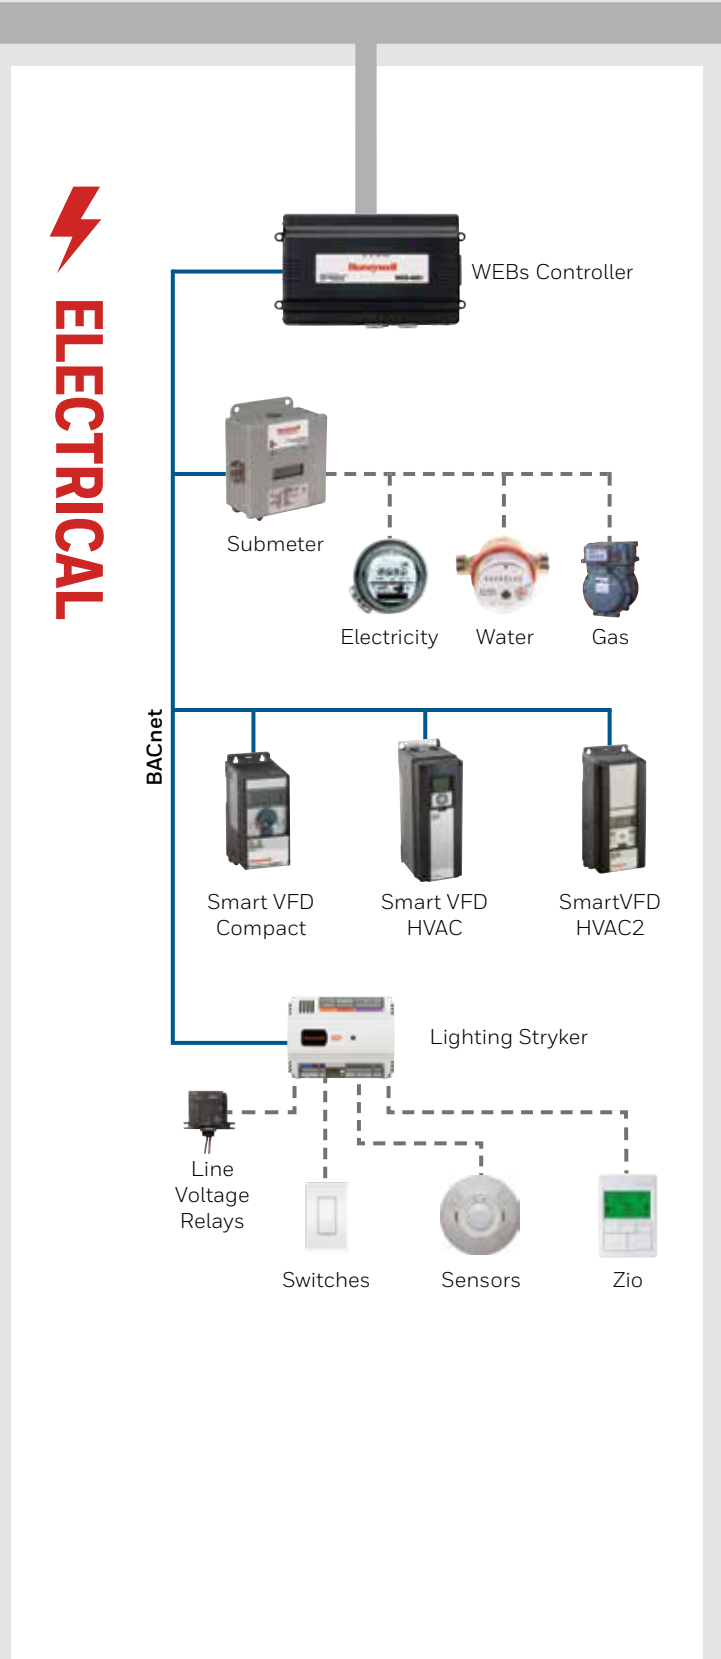 ELECTRICAL
Honeywell
WEBs Controller
Submeter
Electricity
Water
Gas
BACnet
Smart VFD
Compact
Smart VFD
HVAC
SmartVFD
HVAC2
Lighting Stryker
Line
Voltage
Relays
Switches
Sensors
Zio